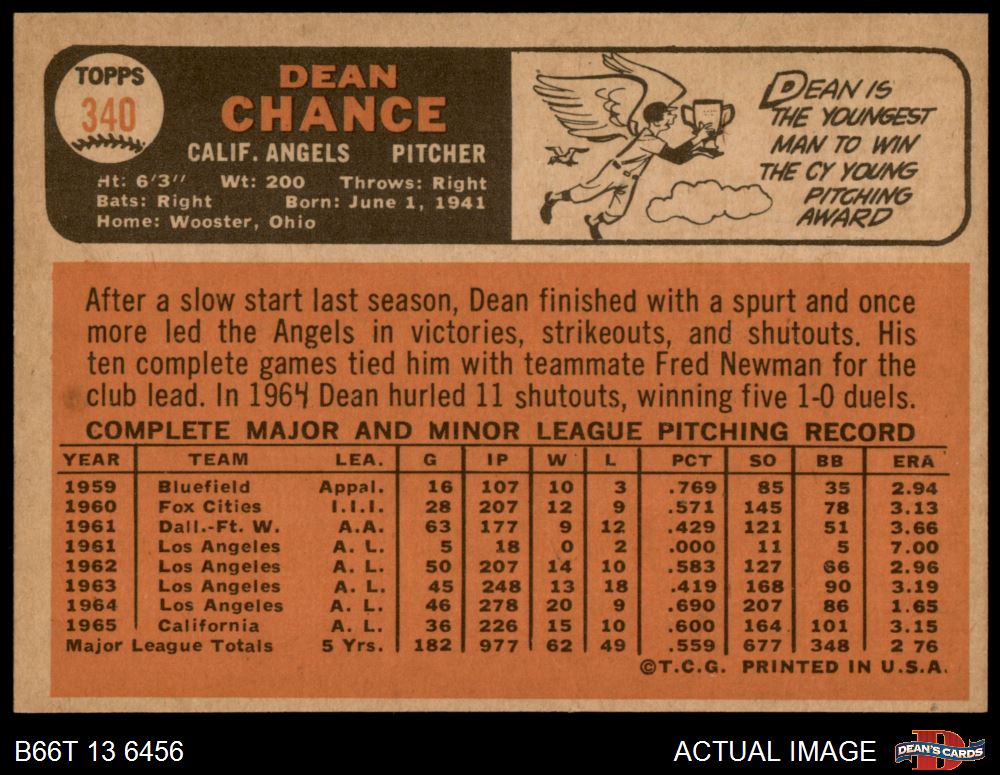 TOPPS
340
DEAN
CHANCE
CALIF. ANGELS PITCHER
Ht: 6'3" Wt: 200 Throws: Right
Bats: Right Born: June 1, 1941
Home: Wooster, Ohio
DEAN IS
THE YOUNGEST
MAN TO WIN
THE CY YOUNG
PITCHING
AWARD
After a slow start last season, Dean finished with a spurt and once
more led the Angels in victories, strikeouts, and shutouts. His
ten complete games tied him with teammate Fred Newman for the
club lead. In 1964 Dean hurled 11 shutouts, winning five 1-0 duels.
COMPLETE MAJOR AND MINOR LEAGUE PITCHING RECORD
YEAR TEAM LEA. G IP W L PCT SO BB ERA
1959 Bluefield Appal. 16 107 10 3 .769 85 35 2.94
1960 Fox Cities I.I.I. 28 207 12 9 .571 145 78 3.13
1961 Dall.-Ft. W. A.A. 63 177 9 12 .429 121 51 3.66
1961 Los Angeles A. L. 5 18 0 2 .000 11 5 7.00
1962 Los Angeles A. L. 50 207 14 10 .583 127 66 2.96
1963 Los Angeles A. L. 45 248 13 18 .419 168 90 3.19
1964 Los Angeles A. L. 46 278 20 9 .690 207 86 1.65
1965 California A. L. 36 226 15 10 .600 164 101 3.15
Major League Totals 5 Yrs. 182 977 62 49 .559 677 348 2 76
©T.C.G. PRINTED IN U.S.A.
B66T 13 6456 ACTUAL IMAGE
DEAN'S CARDS